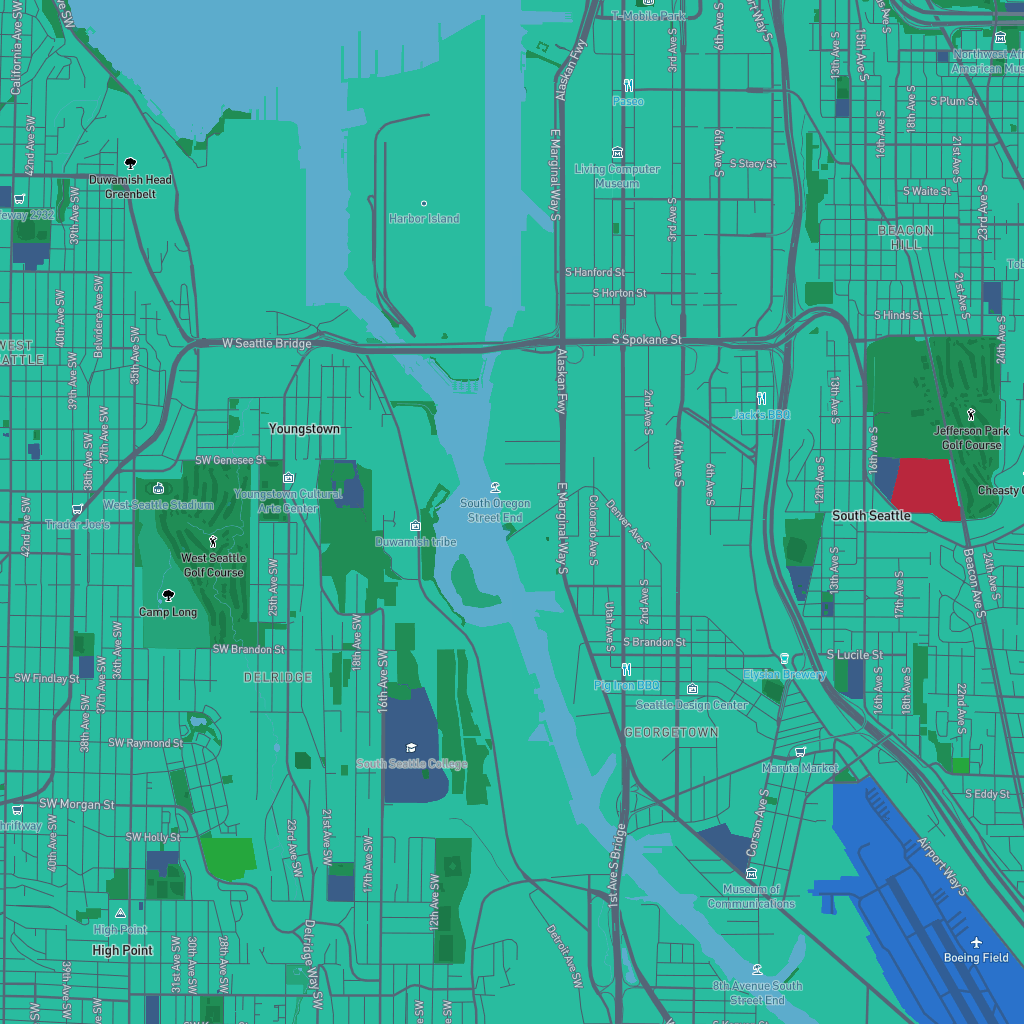 T-Mobile Park
Alaskan Fwy
3rd Ave S
6th Ave S
13th Ave S
15th Ave S
Northwest Afri
American Mus
California Ave SW
Paseo
S Plum St
18th Ave S
16th Ave S
21st Ave S
42nd Ave SW
Duwamish Head
Greenbelt
E Marginal Way S
Living Computer
Museum
6th Ave S
S Stacy St
S Waite St
23rd Ave S
feway 2932
39th Ave SW
Harbor Island
3rd Ave S
BEACON
HILL
S Hanford St
S Horton St
21st Ave S
40th Ave SW
Belvidere Ave SW
35th Ave SW
S Hinds St
24th Ave S
W Seattle Bridge
S Spokane St
WEST
ATTLE
39th Ave SW
37th Ave SW
38th Ave SW
Alaskan Fwy
2nd Ave S
Jack's BBQ
13th Ave S
Youngstown
Jefferson Park
Golf Course
16th Ave S
4th Ave S
6th Ave S
12th Ave S
SW Genesee St
West Seattle Stadium
Youngstown Cultural
Arts Center
Cheasty G
Trader Joe's
South Oregon
Street End
South Seattle
42nd Ave SW
E Marginal Way S
Colorado Ave S
Denver Ave S
Duwamish tribe
West Seattle
Golf Course
25th Ave SW
Camp Long
13th Ave S
17th Ave S
Beacon Ave S
24th Ave S
Utah Ave S
2nd Ave S
36th Ave SW
18th Ave SW
16th Ave SW
SW Brandon St
S Brandon St
S Lucile St
SW Findlay St
37th Ave SW
DELRIDGE
Pig Iron BBQ
Elysian Brewery
16th Ave S
18th Ave S
22nd Ave S
Seattle Design Center
38th Ave SW
SW Raymond St
GEORGETOWN
South Seattle College
Maruta Market
SW Morgan St
S Eddy St
hriftway
40th Ave SW
SW Holly St
23rd Ave SW
21st Ave SW
17th Ave SW
1st Ave S Bridge
Corson Ave S
Airport Way S
12th Ave SW
Museum of
Communications
High Point
High Point
31st Ave SW
30th Ave SW
28th Ave SW
Delridge Way SW
Detroit Ave SW
Boeing Field
39th Ave SW
8th Avenue South
Street End